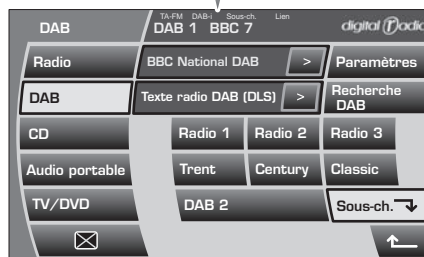 TA-FM DAB-i Sous-ch. Lien
DAB DAB 1 BBC 7 digital radio
Radio BBC National DAB > Paramètres
DAB Texte radio DAB (DLS) > Recherche DAB
CD Radio 1 Radio 2 Radio 3
Audio portable Trent Century Classic
TV/DVD DAB 2 Sous-ch.